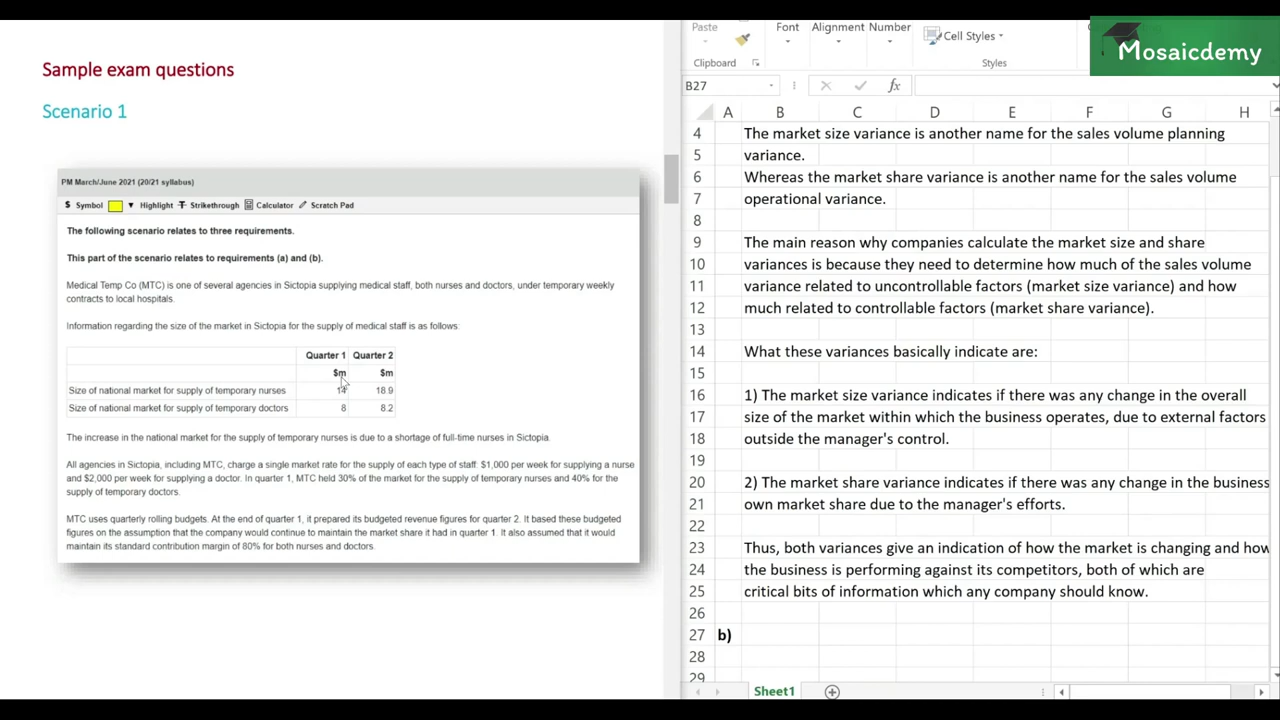 Sample exam questions
Scenario 1
PM March/June 2021 (20/21 syllabus)
$ Symbol ▼ Highlight Strikethrough Calculator Scratch Pad
The following scenario relates to three requirements.
This part of the scenario relates to requirements (a) and (b).
Medical Temp Co (MTC) is one of several agencies in Sictopia supplying medical staff, both nurses and doctors, under temporary weekly
contracts to local hospitals.
Information regarding the size of the market in Sictopia for the supply of medical staff is as follows:
Quarter 1 Quarter 2
$m $m
Size of national market for supply of temporary nurses 14 18.9
Size of national market for supply of temporary doctors 8 8.2
The increase in the national market for the supply of temporary nurses is due to a shortage of full-time nurses in Sictopia
All agencies in Sictopia, including MTC, charge a single market rate for the supply of each type of staff: $1,000 per week for supplying a nurse
and $2,000 per week for supplying a doctor. In quarter 1, MTC held 30% of the market for the supply of temporary nurses and 40% for the
supply of temporary doctors.
MTC uses quarterly rolling budgets. At the end of quarter 1, it prepared its budgeted revenue figures for quarter 2. It based these budgeted
figures on the assumption that the company would continue to maintain the market share it had in quarter 1. It also assumed that it would
maintain its standard contribution margin of 80% for both nurses and doctors.
Paste Font Alignment Number Cell Styles
Clipboard Styles
Mosaicdemy
B27 fx
A B C D E F G H
4 The market size variance is another name for the sales volume planning
5 variance.
6 Whereas the market share variance is another name for the sales volume
7 operational variance.
8
9 The main reason why companies calculate the market size and share
10 variances is because they need to determine how much of the sales volume
11 variance related to uncontrollable factors (market size variance) and how
12 much related to controllable factors (market share variance).
13
14 What these variances basically indicate are:
15
16 1) The market size variance indicates if there was any change in the overall
17 size of the market within which the business operates, due to external factors
18 outside the manager's control.
19
20 2) The market share variance indicates if there was any change in the business
21 own market share due to the manager's efforts.
22
23 Thus, both variances give an indication of how the market is changing and how
24 the business is performing against its competitors, both of which are
25 critical bits of information which any company should know.
26
27 b)
28
29
Sheet1